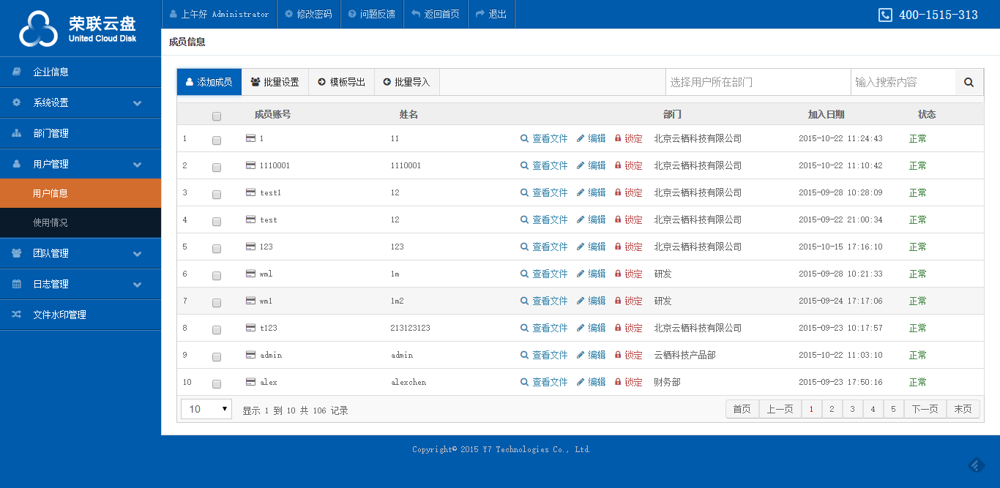 荣联云盘
United Cloud Disk
上午好 Administrator 修改密码 问题反馈 返回首页 退出 400-1515-313
成员信息
企业信息
系统设置
部门管理
用户管理
用户信息
使用情况
团队管理
日志管理
文件水印管理
添加成员 批量设置 模板导出 批量导入 选择用户所在部门 输入搜索内容
成员账号 姓名 部门 加入日期 状态
1 1 11 查看文件 编辑 锁定 北京云栖科技有限公司 2015-10-22 11:24:43 正常
2 1110001 1110001 查看文件 编辑 锁定 北京云栖科技有限公司 2015-10-22 11:10:42 正常
3 test1 12 查看文件 编辑 锁定 北京云栖科技有限公司 2015-09-28 10:28:09 正常
4 test 12 查看文件 编辑 锁定 北京云栖科技有限公司 2015-09-22 21:00:34 正常
5 123 123 查看文件 编辑 锁定 北京云栖科技有限公司 2015-10-15 17:16:10 正常
6 wml 1m 查看文件 编辑 锁定 研发 2015-09-28 10:21:33 正常
7 wm1 1m2 查看文件 编辑 锁定 研发 2015-09-24 17:17:06 正常
8 t123 213123123 查看文件 编辑 锁定 北京云栖科技有限公司 2015-09-23 10:17:57 正常
9 admin admin 查看文件 编辑 锁定 云栖科技产品部 2015-10-22 11:03:10 正常
10 alex alexchen 查看文件 编辑 锁定 财务部 2015-09-23 17:50:16 正常
10 显示 1 到 10 共 106 记录 首页 上一页 1 2 3 4 5 下一页 末页
Copyright© 2015 Y7 Technologies Co., Ltd.